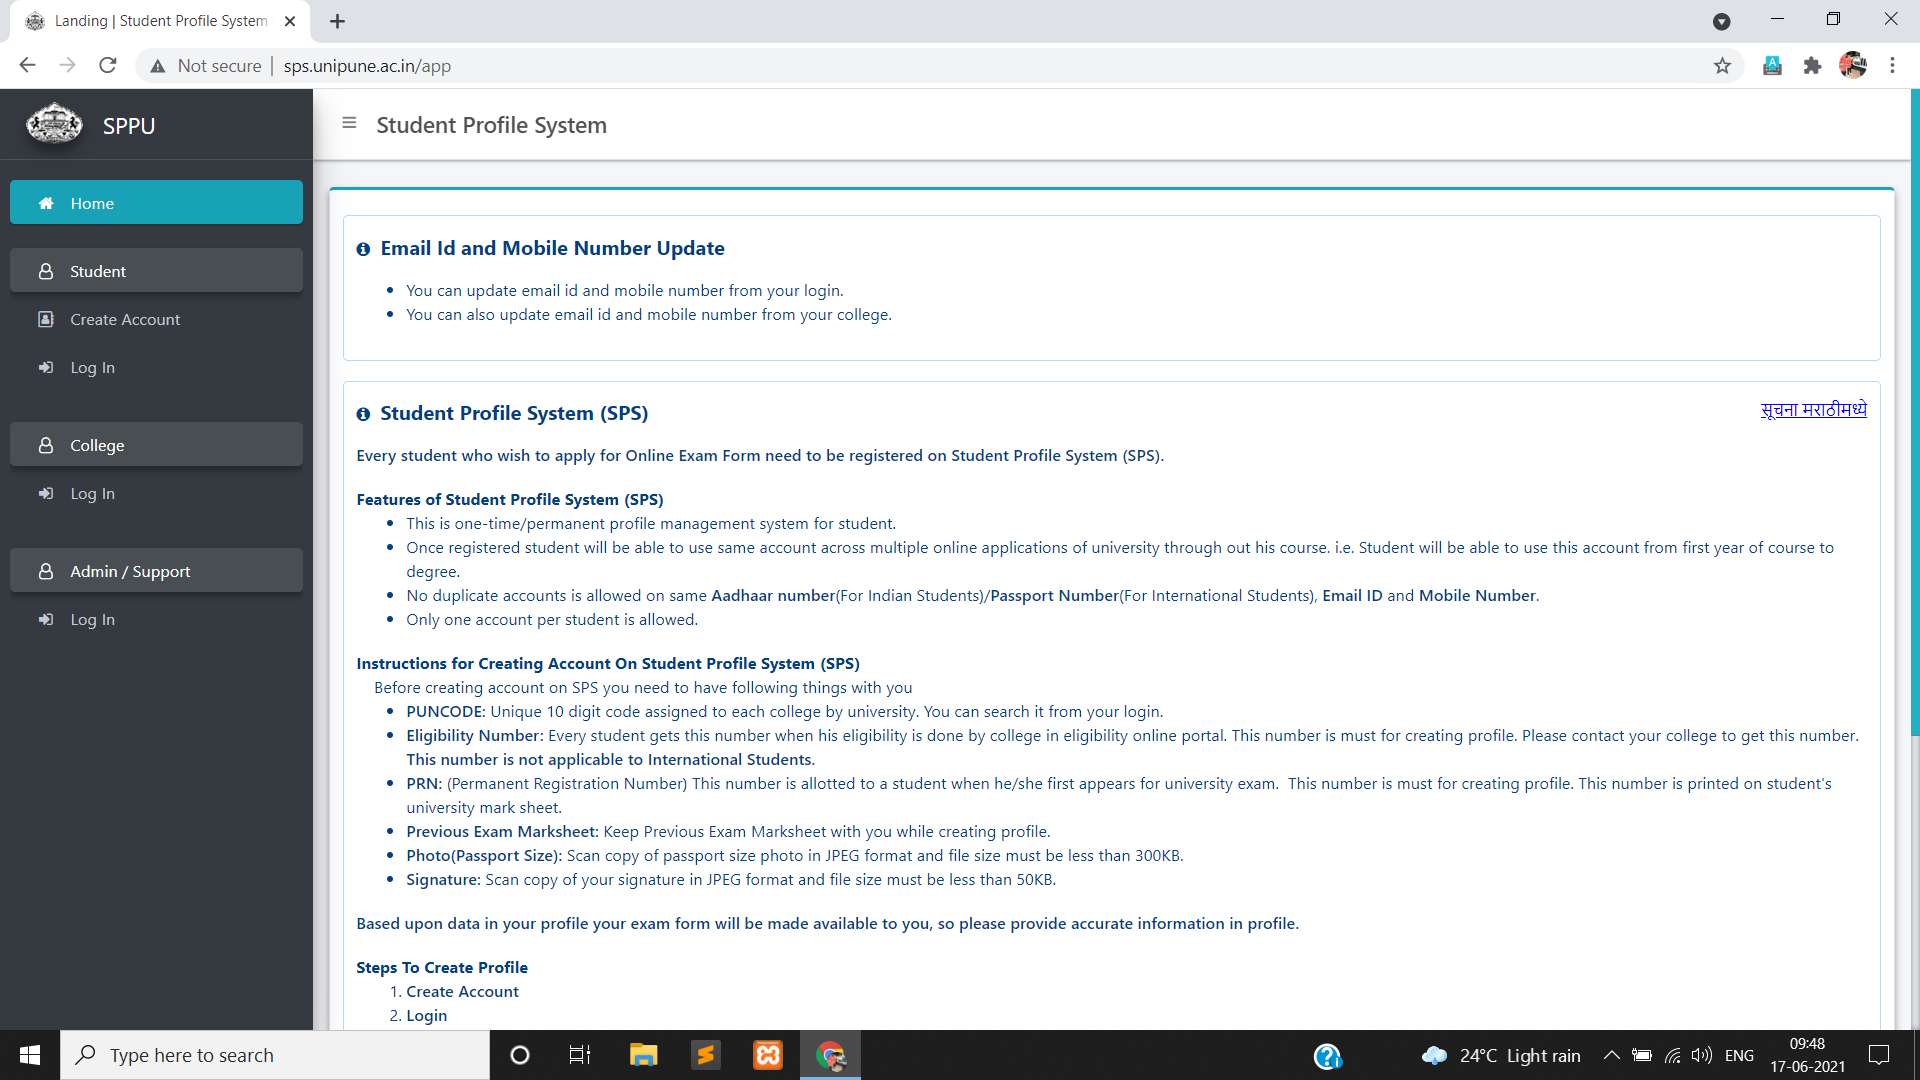 Landing | Student Profile System
Not secure | sps.unipune.ac.in/app
SPPU
Student Profile System
Home
Student
Create Account
Log In
College
Log In
Admin / Support
Log In
Email Id and Mobile Number Update
• You can update email id and mobile number from your login.
• You can also update email id and mobile number from your college.
Student Profile System (SPS)
सूचना मराठीमध्ये
Every student who wish to apply for Online Exam Form need to be registered on Student Profile System (SPS).
Features of Student Profile System (SPS)
• This is one-time/permanent profile management system for student.
• Once registered student will be able to use same account across multiple online applications of university through out his course. i.e. Student will be able to use this account from first year of course to
degree.
• No duplicate accounts is allowed on same Aadhaar number(For Indian Students)/Passport Number(For International Students), Email ID and Mobile Number.
• Only one account per student is allowed.
Instructions for Creating Account On Student Profile System (SPS)
Before creating account on SPS you need to have following things with you
• PUNCODE: Unique 10 digit code assigned to each college by university. You can search it from your login.
• Eligibility Number: Every student gets this number when his eligibility is done by college in eligibility online portal. This number is must for creating profile. Please contact your college to get this number.
This number is not applicable to International Students.
• PRN: (Permanent Registration Number) This number is allotted to a student when he/she first appears for university exam.  This number is must for creating profile. This number is printed on student's
university mark sheet.
• Previous Exam Marksheet: Keep Previous Exam Marksheet with you while creating profile.
• Photo(Passport Size): Scan copy of passport size photo in JPEG format and file size must be less than 300KB.
• Signature: Scan copy of your signature in JPEG format and file size must be less than 50KB.
Based upon data in your profile your exam form will be made available to you, so please provide accurate information in profile.
Steps To Create Profile
1. Create Account
2. Login
Type here to search
24°C Light rain
ENG
09:48
17-06-2021